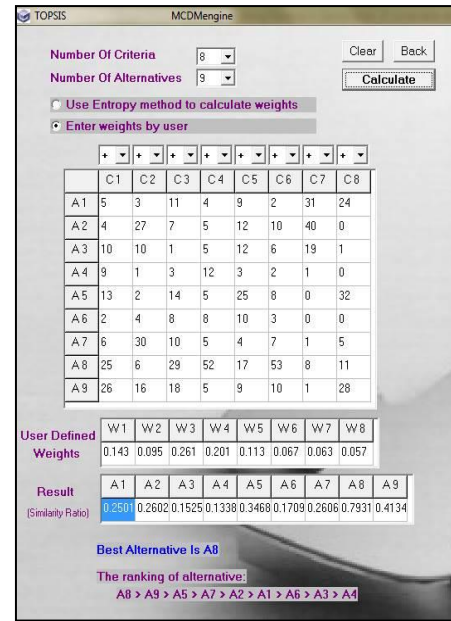 TOPSIS MCDMengine
Number Of Criteria 8 Clear Back
Number Of Alternatives 9 Calculate
Use Entropy method to calculate weights
Enter weights by user
+ + + + + + + +
C1 C2 C3 C4 C5 C6 C7 C8
A1 5 3 11 4 9 2 31 24
A2 4 27 7 5 12 10 40 0
A3 10 10 1 5 12 6 19 1
A4 9 1 3 12 3 2 1 0
A5 13 2 14 5 25 8 0 32
A6 2 4 8 8 10 3 0 0
A7 6 30 10 5 4 7 1 5
A8 25 6 29 52 17 53 8 11
A9 26 16 18 5 9 10 1 28
W1 W2 W3 W4 W5 W6 W7 W8
User Defined Weights 0.143 0.095 0.261 0.201 0.113 0.067 0.063 0.057
A1 A2 A3 A4 A5 A6 A7 A8 A9
Result (Similarity Ratio) 0.2501 0.2602 0.1525 0.1338 0.3468 0.1709 0.2606 0.7931 0.4134
Best Alternative Is A8
The ranking of alternative:
A8 > A9 > A5 > A7 > A2 > A1 > A6 > A3 > A4